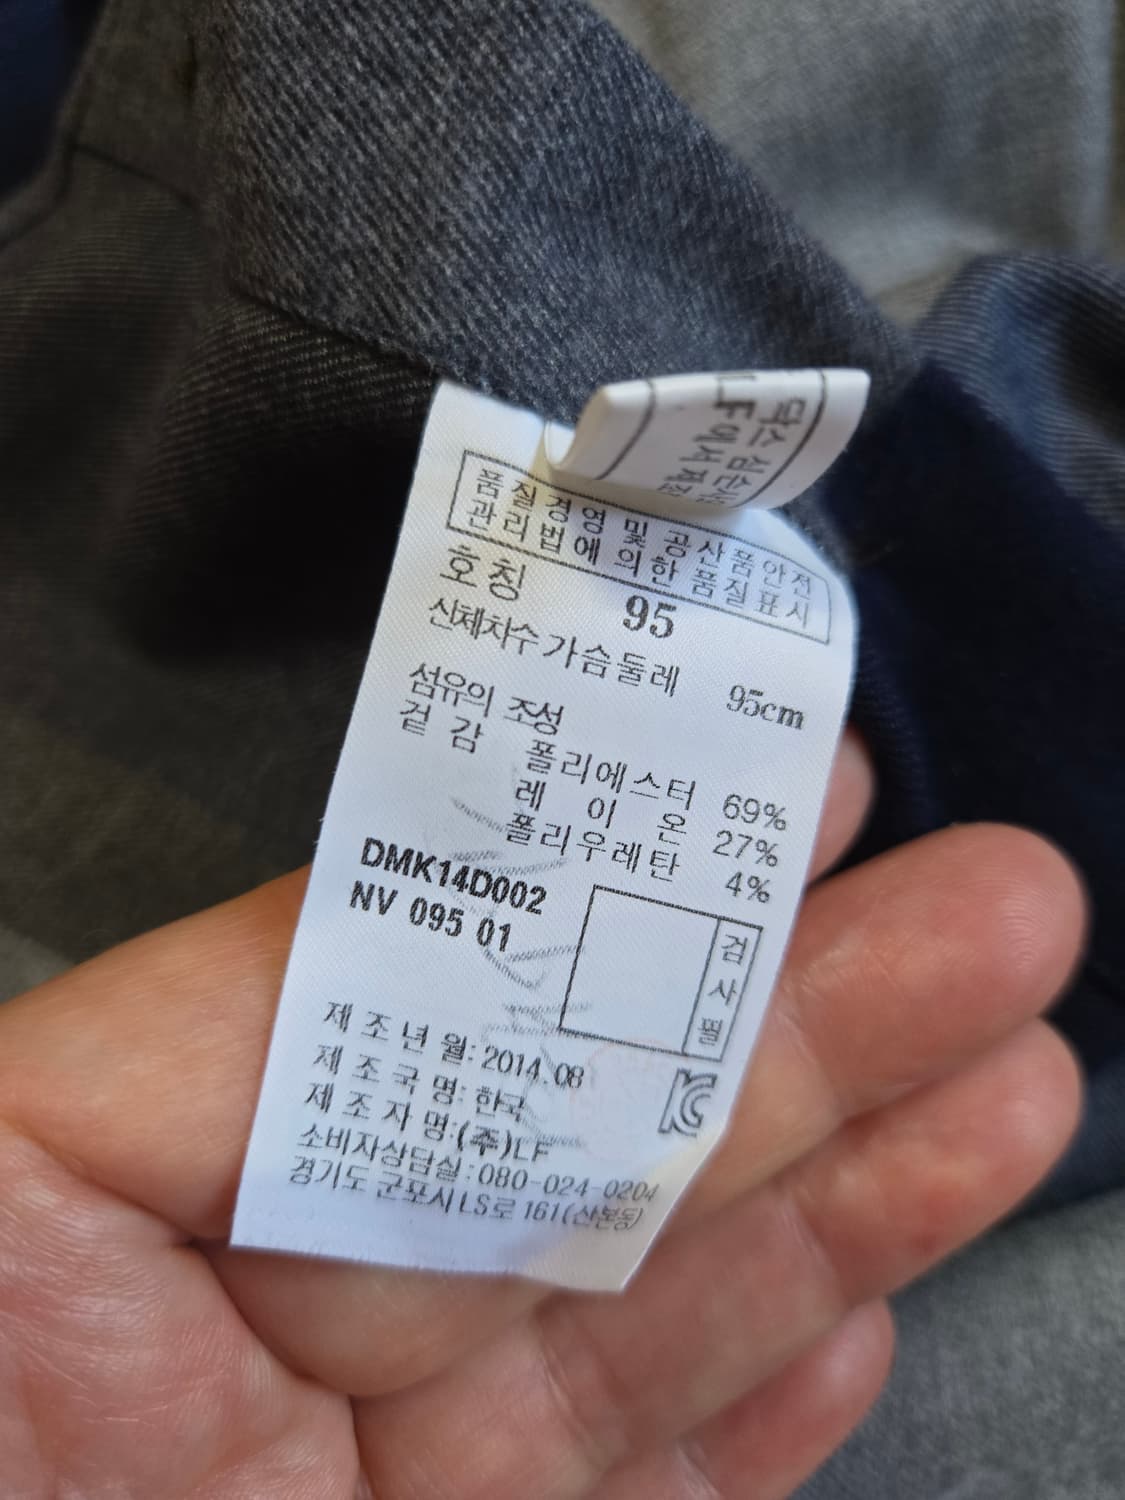 LF에서
품질경영 및 공산품안전
관리법에 의한 품질표시
호칭 95
신체치수 가슴둘레 95cm
섬유의 조성
겉감 폴리에스터 69%
레이온 27%
폴리우레탄 4%
DMK14D002
NV 095 01
검사필
제조년월: 2014.08
제조국명: 한국
제조자명:(주)LF
소비자상담실:080-024-0204
경기도 군포시 LS로 161(산본동)